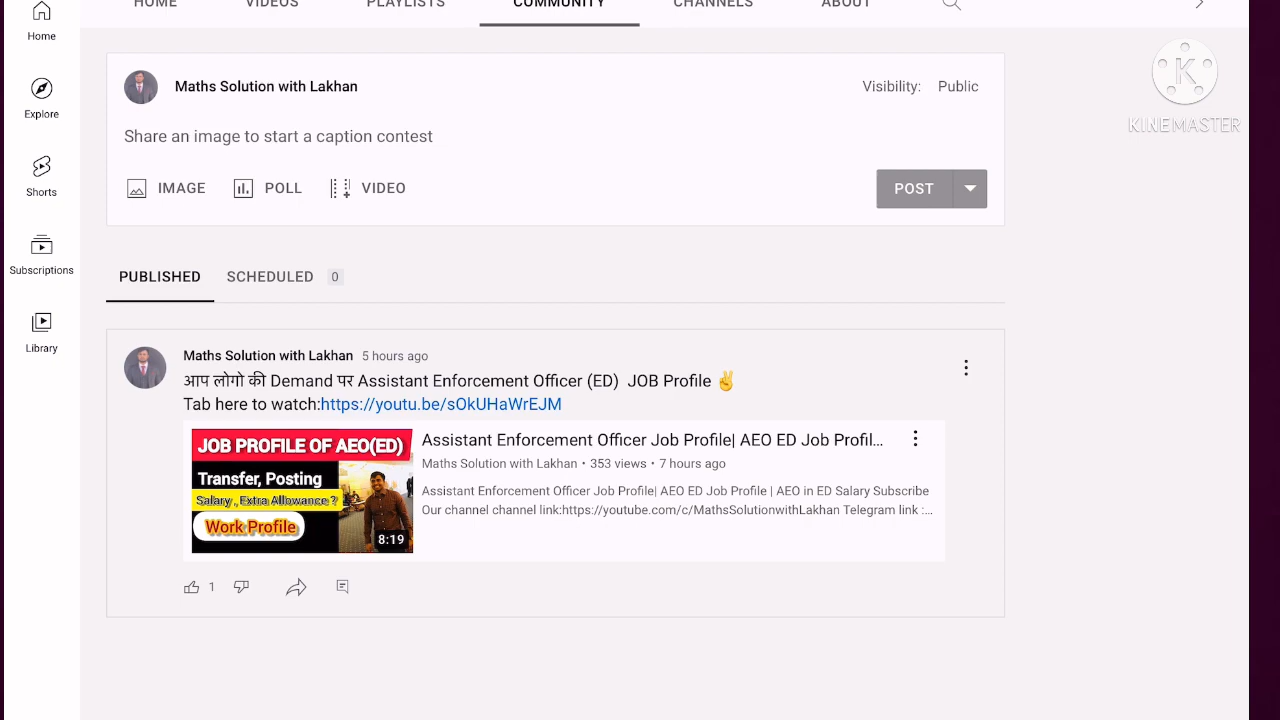 HOME VIDEOS PLAYLISTS COMMUNITY CHANNELS ABOUT
Home
Explore
Shorts
Subscriptions
Library
K
KINEMASTER
Maths Solution with Lakhan
Visibility: Public
Share an image to start a caption contest
IMAGE POLL VIDEO
POST
PUBLISHED SCHEDULED 0
Maths Solution with Lakhan 5 hours ago
आप लोगो की Demand पर Assistant Enforcement Officer (ED) JOB Profile ✌
Tab here to watch:https://youtu.be/sOkUHaWrEJM
JOB PROFILE OF AEO(ED)
Transfer, Posting
Salary , Extra Allowance ?
Work Profile
8:19
Assistant Enforcement Officer Job Profile| AEO ED Job Profil...
Maths Solution with Lakhan • 353 views • 7 hours ago
Assistant Enforcement Officer Job Profile| AEO ED Job Profile | AEO in ED Salary Subscribe
Our channel channel link:https://youtube.com/c/MathsSolutionwithLakhan Telegram link :...
1